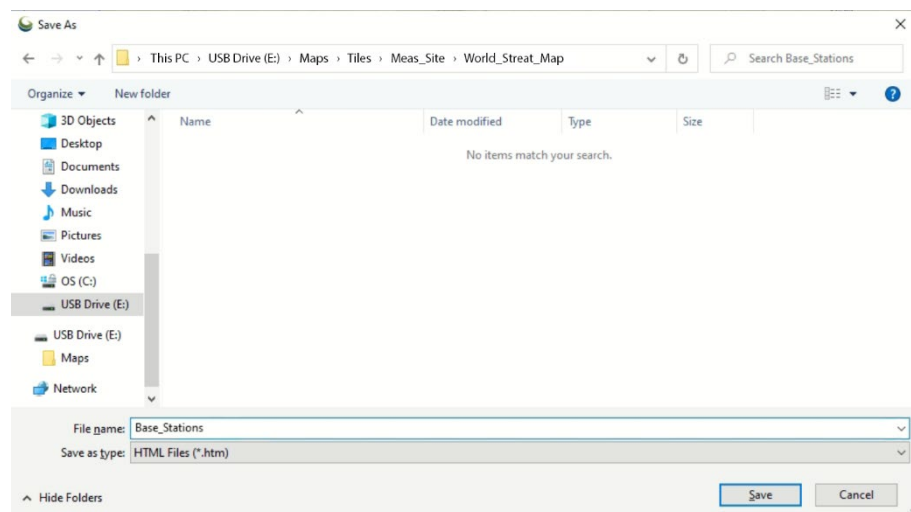 Save As
This PC › USB Drive (E:) › Maps › Tiles › Meas_Site › World_Streat_Map
Search Base_Stations
Organize
New folder
Name
Date modified
Type
Size
No items match your search.
3D Objects
Desktop
Documents
Downloads
Music
Pictures
Videos
OS (C:)
USB Drive (E:)
USB Drive (E:)
Maps
Network
File name: Base_Stations
Save as type: HTML Files (*.htm)
Hide Folders
Save
Cancel